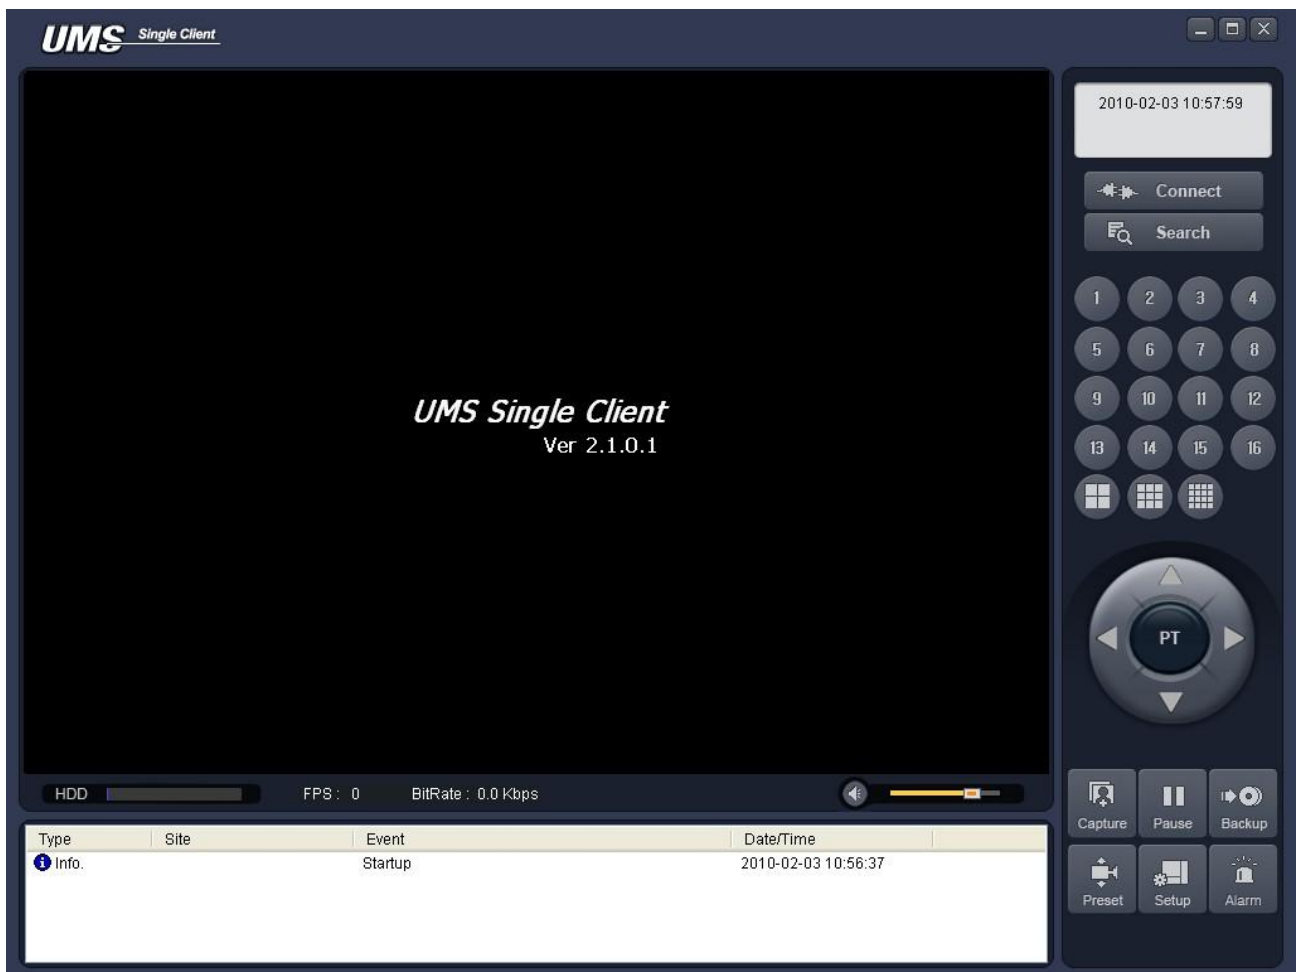 UMS Single Client
2010-02-03 10:57:59
Connect
Search
1 2 3 4
5 6 7 8
9 10 11 12
13 14 15 16
UMS Single Client
Ver 2.1.0.1
PT
HDD FPS : 0 BitRate : 0.0 Kbps
Capture Pause Backup
Preset Setup Alarm
Type Site Event Date/Time
Info. Startup 2010-02-03 10:56:37